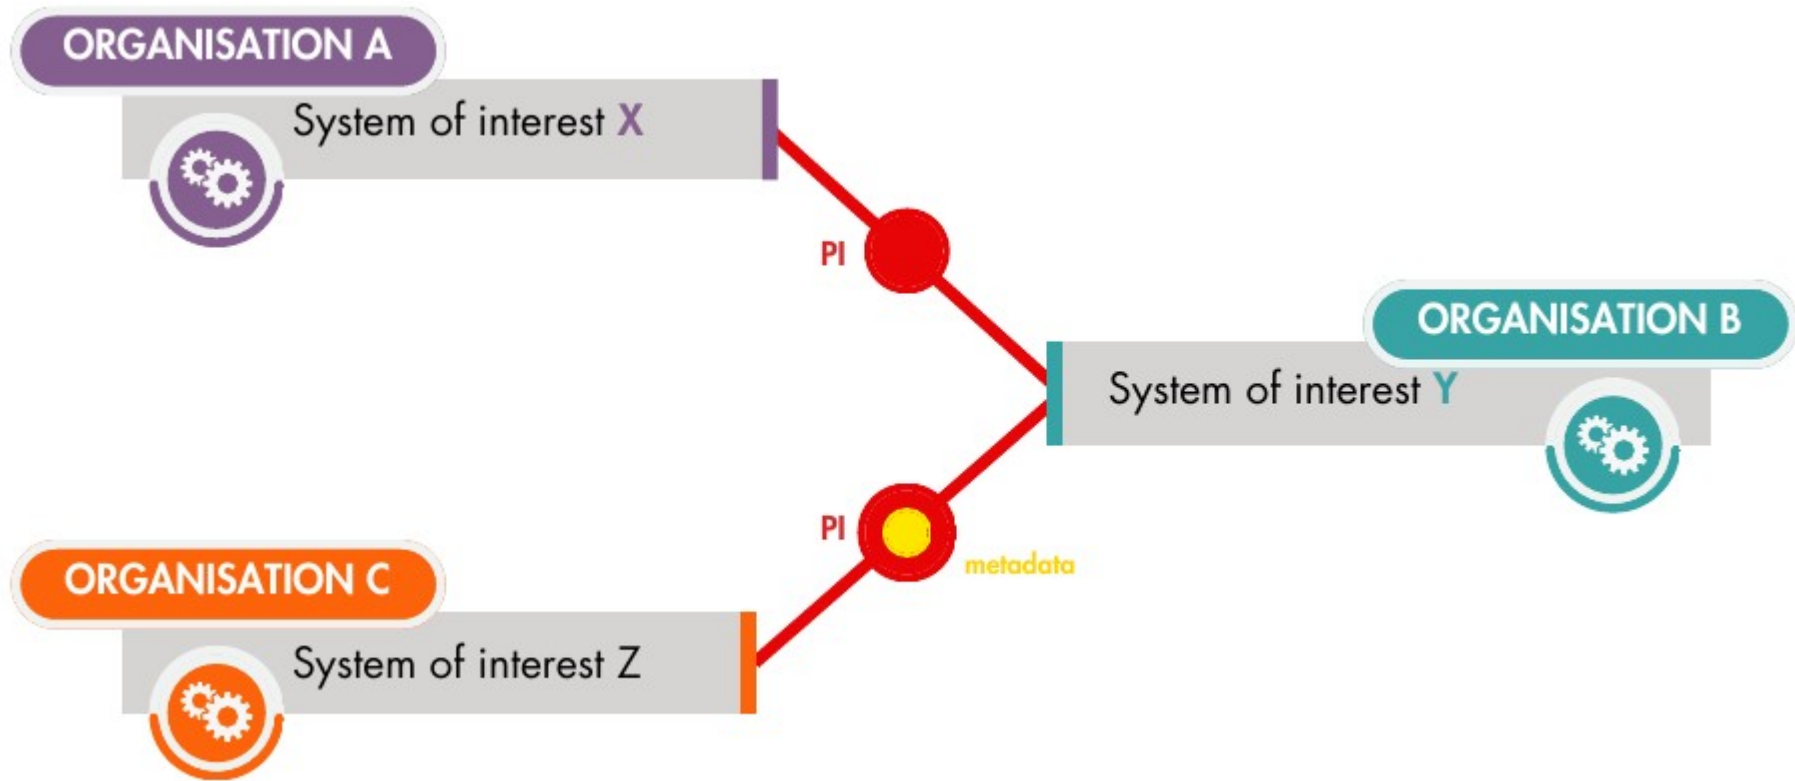 ORGANISATION A
System of interest X
PI
ORGANISATION B
System of interest Y
PI
metadata
ORGANISATION C
System of interest Z